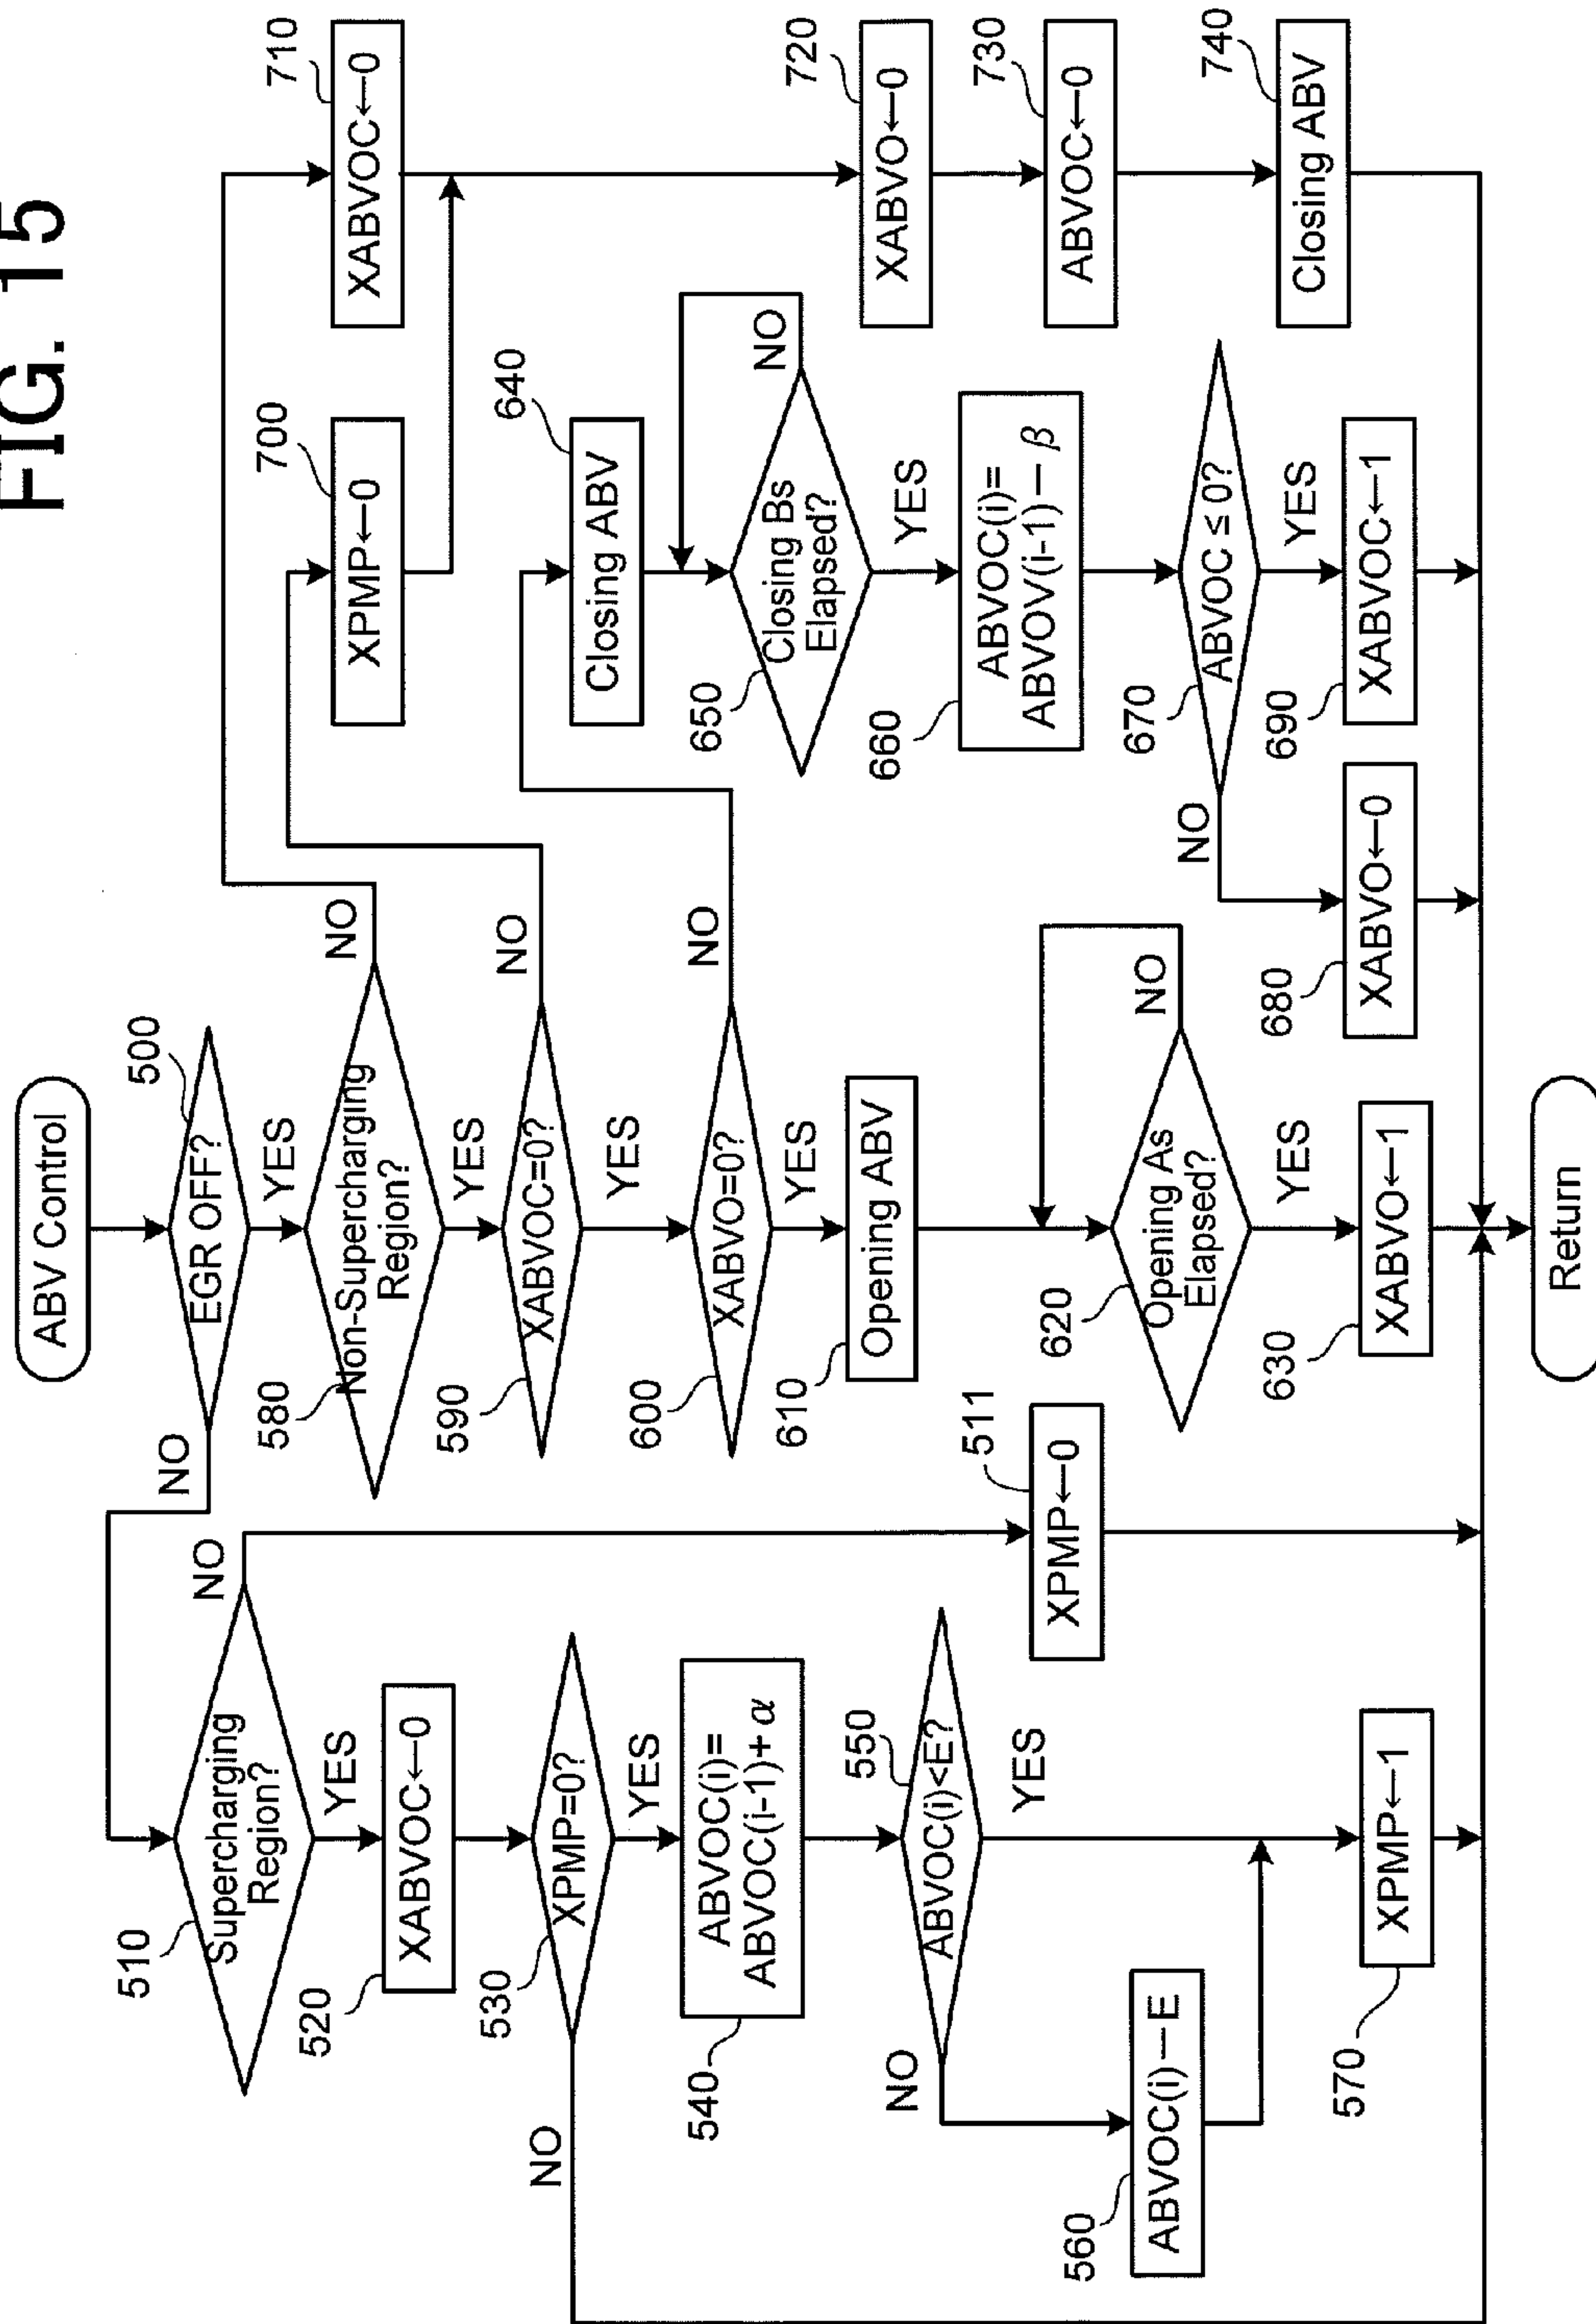 FIG. 15
ABV Control
500
EGR OFF?
NO
YES
510
Supercharging
Region?
NO
YES
520
XABVOC←0
530
XPMP=0?
NO
YES
540
ABVOC(i)=
ABVOC(i-1)+α
550
ABVOC(i)<E?
NO
YES
560
ABVOC(i)—E
570
XPMP←1
511
XPMP←0
580
Non-Supercharging
Region?
NO
YES
590
XABVOC=0?
NO
YES
600
XABVO=0?
NO
YES
610
Opening ABV
620
Opening As
Elapsed?
NO
YES
630
XABVO←1
640
Closing ABV
650
Closing Bs
Elapsed?
NO
YES
660
ABVOC(i)=
ABVOV(i-1)—β
670
ABVOC≤0?
NO
YES
680
XABVO←0
690
XABVOC←1
700
XPMP←0
710
XABVOC←0
720
XABVO←0
730
ABVOC←0
740
Closing ABV
Return